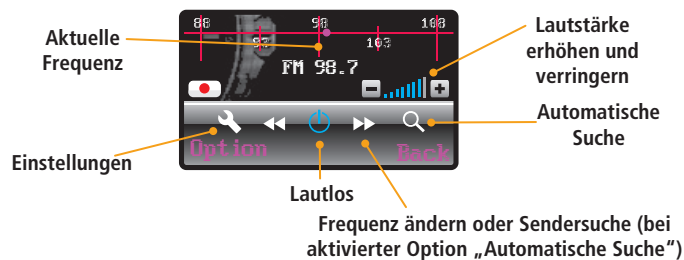 88 98 108
93 103
FM 98.7
Option Back
Aktuelle
Frequenz
Lautstärke
erhöhen und
verringern
Automatische
Suche
Einstellungen
Lautlos
Frequenz ändern oder Sendersuche (bei
aktivierter Option „Automatische Suche“)